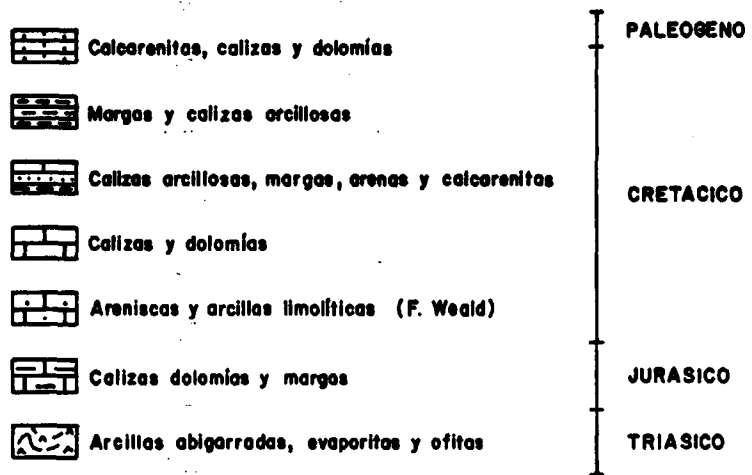 PALEOGENO
Calcarenitas, calizas y dolomías
Margas y calizas arcillosas
Calizas arcillosas, margas, arenas y calcarenitas
CRETACICO
Calizas y dolomías
Areniscas y arcillas limolíticas (F. Weald)
Calizas dolomías y margas
JURASICO
Arcillas abigarradas, evaporitas y ofitas
TRIASICO